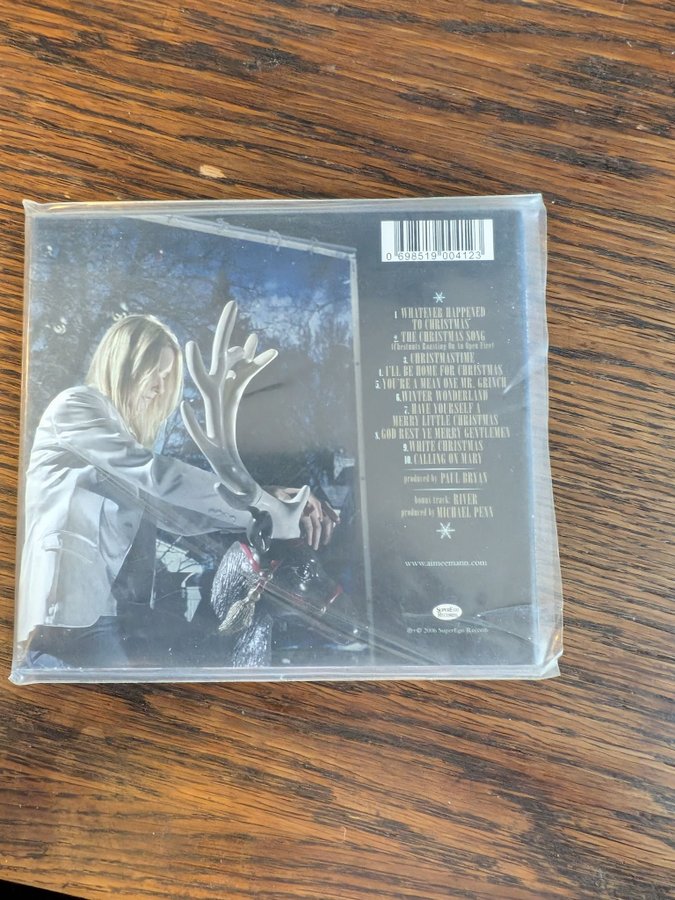 0 698519 004123
1. WHATEVER HAPPENED
TO CHRISTMAS
2. THE CHRISTMAS SONG
(Chestnuts Roasting On An Open Fire)
3. CHRISTMASTIME
4. I'LL BE HOME FOR CHRISTMAS
5. YOU'RE A MEAN ONE MR. GRINCH
6. WINTER WONDERLAND
7. HAVE YOURSELF A
MERRY LITTLE CHRISTMAS
8. GOD REST YE MERRY GENTLEMEN
9. WHITE CHRISTMAS
10. CALLING ON MARY
produced by PAUL BRYAN
bonus track: RIVER
produced by MICHAEL PENN
www.aimeemann.com
SUPEREGO
RECORDS
℗+© 2006 SuperEgo Records